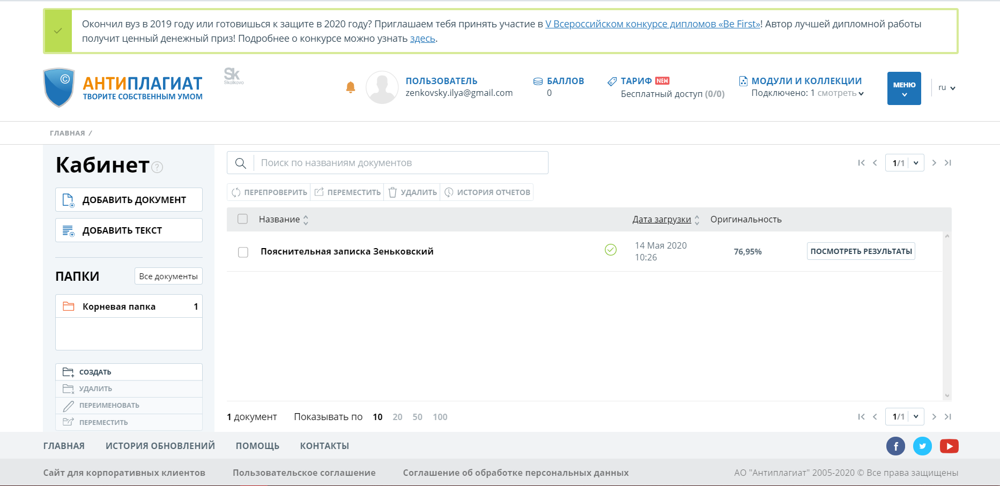 Окончил вуз в 2019 году или готовишься к защите в 2020 году? Приглашаем тебя принять участие в V Всероссийском конкурсе дипломов «Be First»! Автор лучшей дипломной работы
получит ценный денежный приз! Подробнее о конкурсе можно узнать здесь.
©
АНТИПЛАГИАТ
ТВОРИТЕ СОБСТВЕННЫМ УМОМ
Sk
Skolkovo
ПОЛЬЗОВАТЕЛЬ
zenkovsky.ilya@gmail.com
БАЛЛОВ
0
ТАРИФ NEW
Бесплатный доступ (0/0)
МОДУЛИ И КОЛЛЕКЦИИ
Подключено: 1 смотреть
МЕНЮ
ru
ГЛАВНАЯ /
Кабинет ?
ДОБАВИТЬ ДОКУМЕНТ
ДОБАВИТЬ ТЕКСТ
ПАПКИ
Все документы
Корневая папка 1
СОЗДАТЬ
УДАЛИТЬ
ПЕРЕИМЕНОВАТЬ
ПЕРЕМЕСТИТЬ
Поиск по названиям документов
1/1
ПЕРЕПРОВЕРИТЬ ПЕРЕМЕСТИТЬ УДАЛИТЬ ИСТОРИЯ ОТЧЕТОВ
Название Дата загрузки Оригинальность
Пояснительная записка Зеньковский
14 Мая 2020
10:26
76,95%
ПОСМОТРЕТЬ РЕЗУЛЬТАТЫ
1 документ Показывать по 10 20 50 100
1/1
ГЛАВНАЯ ИСТОРИЯ ОБНОВЛЕНИЙ ПОМОЩЬ КОНТАКТЫ
f
Сайт для корпоративных клиентов Пользовательское соглашение Соглашение об обработке персональных данных АО "Антиплагиат" 2005-2020 © Все права защищены